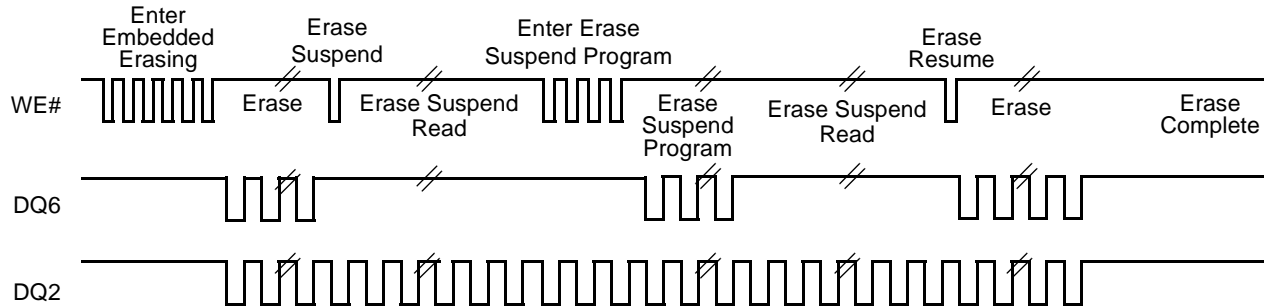 Enter
Embedded
Erasing
Erase
Suspend
Enter Erase
Suspend Program
Erase
Resume
WE#
Erase
Erase Suspend
Read
Erase
Suspend
Program
Erase Suspend
Read
Erase
Erase
Complete
DQ6
DQ2